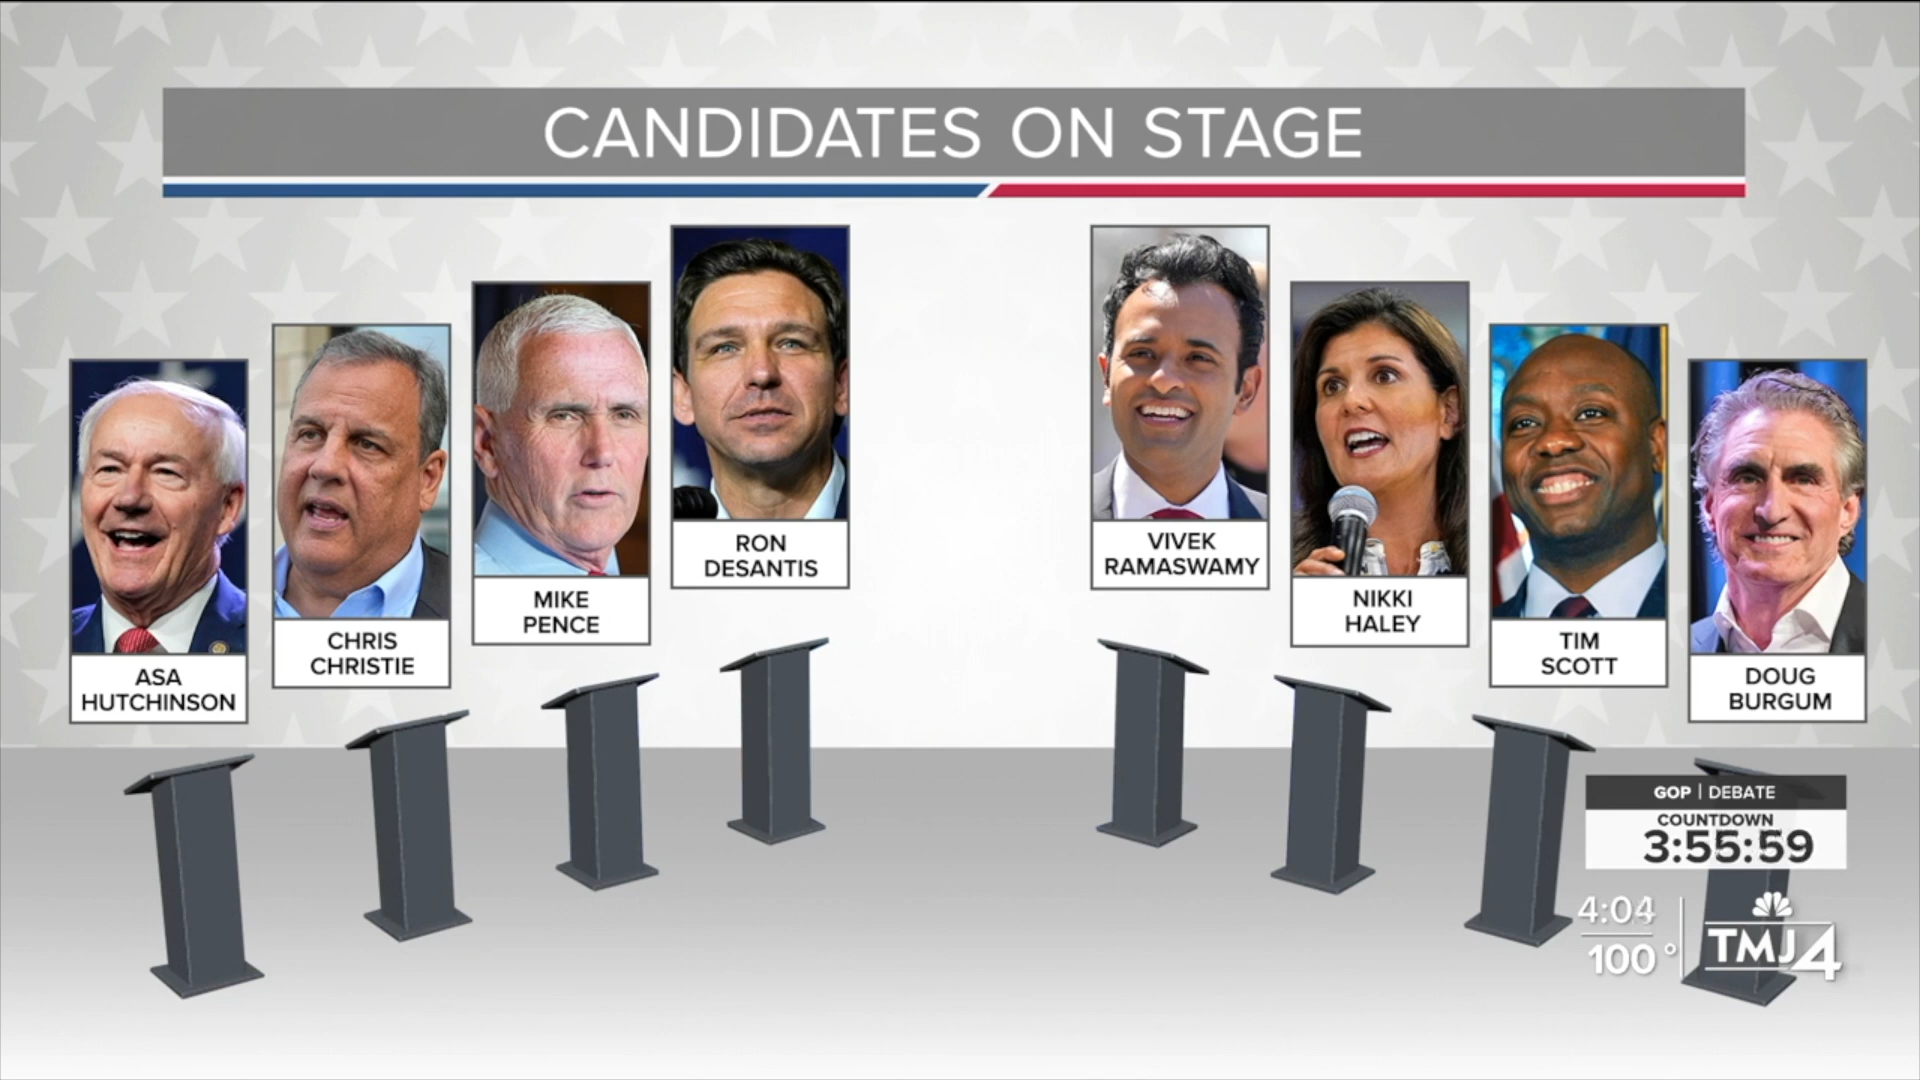 CANDIDATES ON STAGE
ASA
HUTCHINSON
CHRIS
CHRISTIE
MIKE
PENCE
RON
DESANTIS
VIVEK
RAMASWAMY
NIKKI
HALEY
TIM
SCOTT
DOUG
BURGUM
GOP | DEBATE
COUNTDOWN
3:55:59
4:04
100°
TMJ4